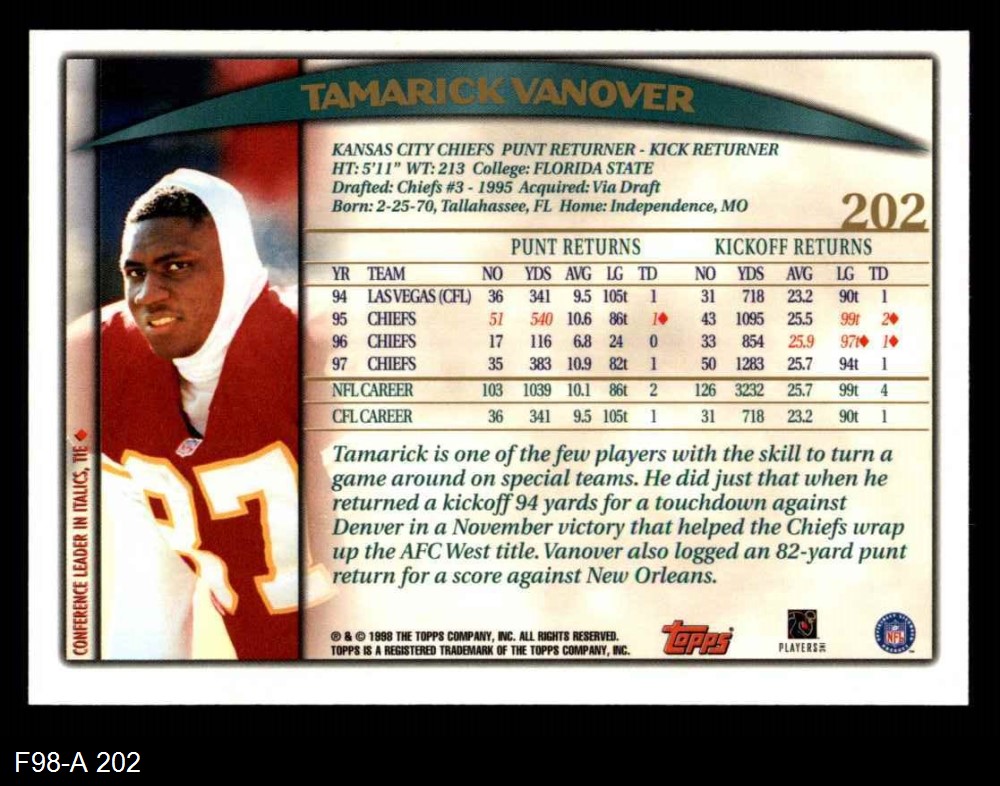 TAMARICK VANOVER
KANSAS CITY CHIEFS PUNT RETURNER - KICK RETURNER
HT: 5'11" WT: 213 College: FLORIDA STATE
Drafted: Chiefs #3 - 1995 Acquired: Via Draft
Born: 2-25-70, Tallahassee, FL Home: Independence, MO
202
PUNT RETURNS KICKOFF RETURNS
YR TEAM NO YDS AVG LG TD NO YDS AVG LG TD
94 LAS VEGAS (CFL) 36 341 9.5 105t 1 31 718 23.2 90t 1
95 CHIEFS 51 540 10.6 86t 1♦ 43 1095 25.5 99t 2♦
96 CHIEFS 17 116 6.8 24 0 33 854 25.9 97t♦ 1♦
97 CHIEFS 35 383 10.9 82t 1 50 1283 25.7 94t 1
NFL CAREER 103 1039 10.1 86t 2 126 3232 25.7 99t 4
CFL CAREER 36 341 9.5 105t 1 31 718 23.2 90t 1
Tamarick is one of the few players with the skill to turn a
game around on special teams. He did just that when he
returned a kickoff 94 yards for a touchdown against
Denver in a November victory that helped the Chiefs wrap
up the AFC West title. Vanover also logged an 82-yard punt
return for a score against New Orleans.
CONFERENCE LEADER IN ITALICS, TIE ♦
87
® & © 1998 THE TOPPS COMPANY, INC. ALL RIGHTS RESERVED.
TOPPS IS A REGISTERED TRADEMARK OF THE TOPPS COMPANY, INC.
Topps®
PLAYERS INC
NFL
F98-A 202